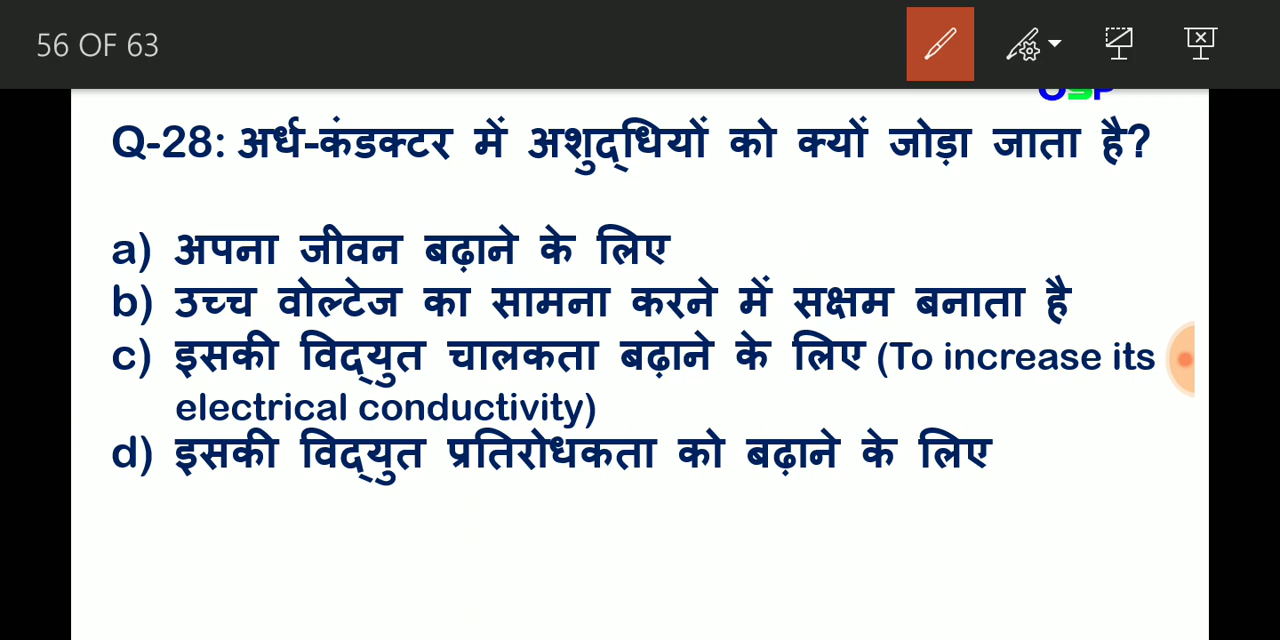 56 OF 63
Q-28: अर्ध-कंडक्टर में अशुद्धियों को क्यों जोड़ा जाता है?
a) अपना जीवन बढ़ाने के लिए
b) उच्च वोल्टेज का सामना करने में सक्षम बनाता है
c) इसकी विद्युत चालकता बढ़ाने के लिए (To increase its
electrical conductivity)
d) इसकी विद्युत प्रतिरोधकता को बढ़ाने के लिए